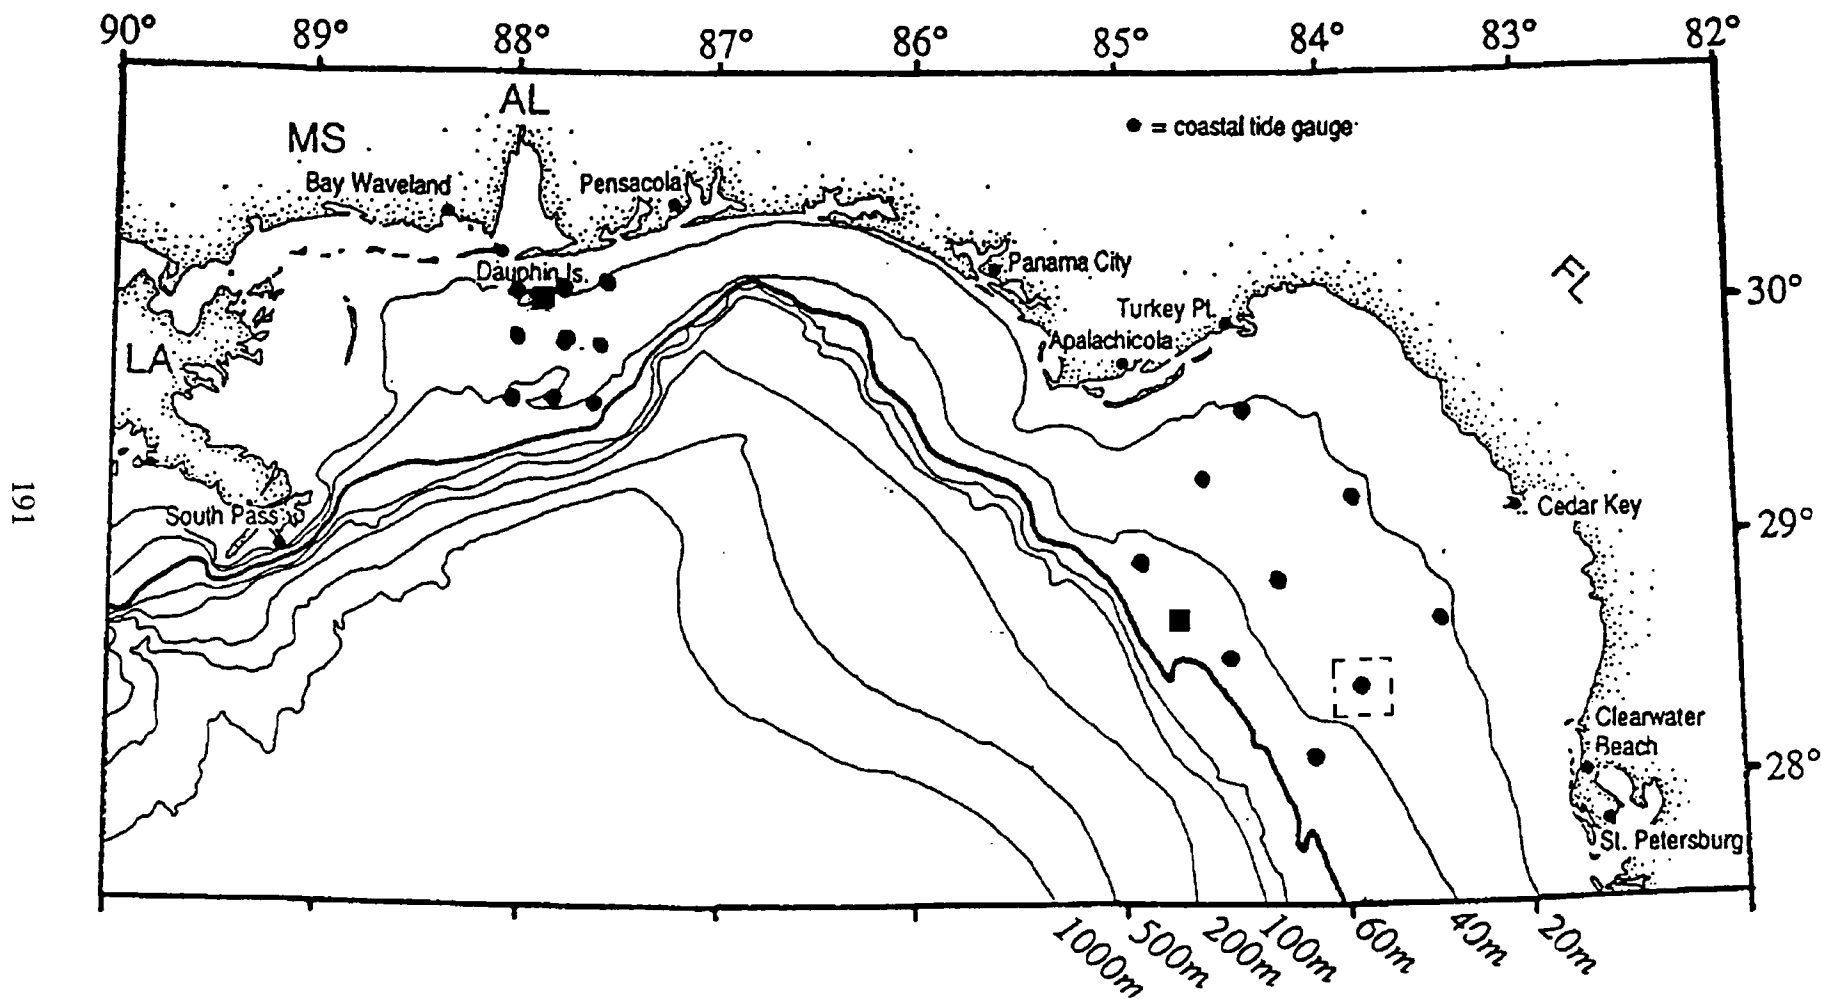 90° 89° 88° 87° 86° 85° 84° 83° 82°
AL
MS
= coastal tide gauge
Bay Waveland
Pensacola
Panama City
FL
Dauphin Is.
30°
Turkey Pt.
LA
Apalachicola
191
South Pass
Cedar Key
29°
Clearwater
Beach
28°
St. Petersburg
1000m 500m 200m 100m 60m 40m 20m